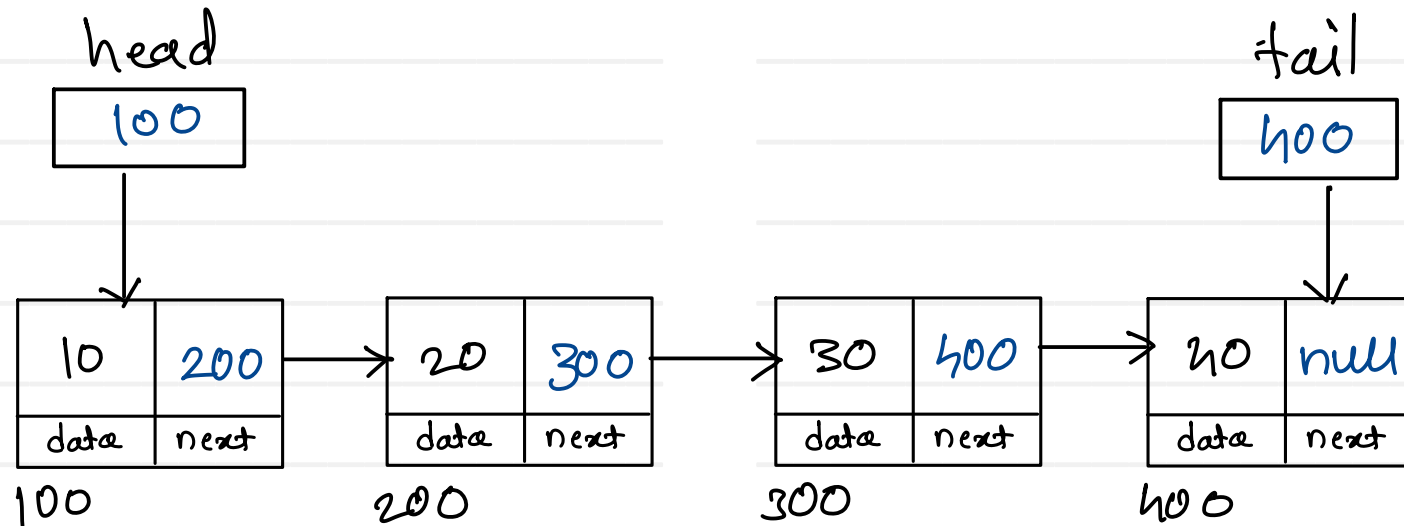 head tail
100 400
10 200 20 300 30 400 40 null
data next data next data next data next
100 200 300 400